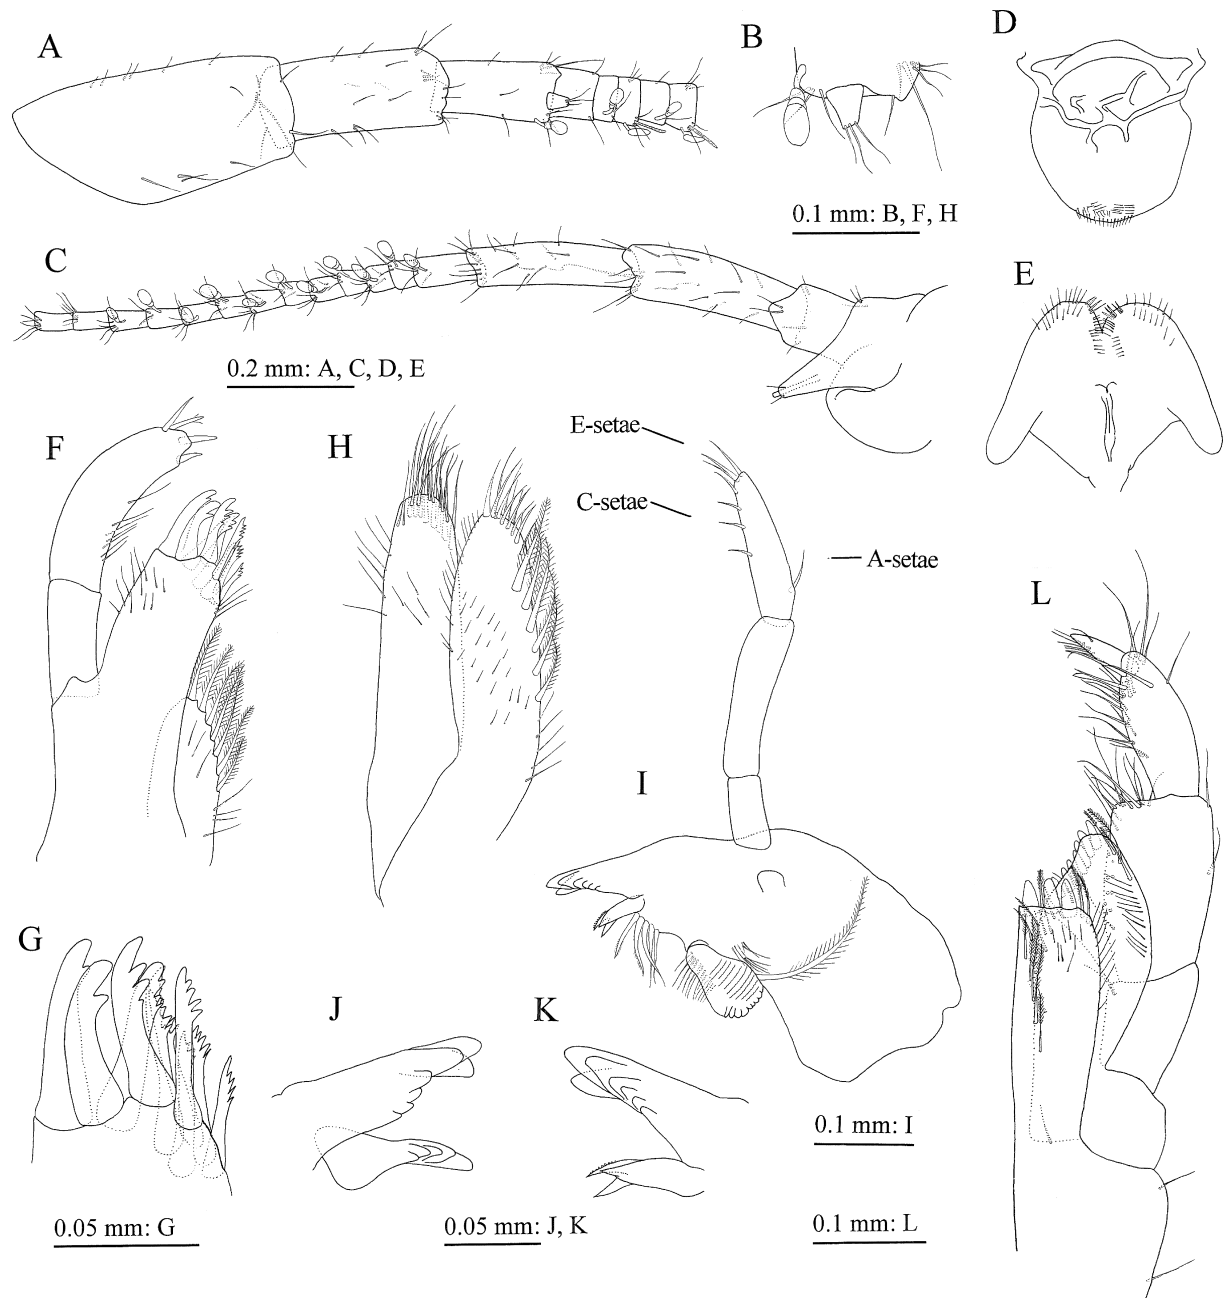 A
B
D
0.1 mm: B, F, H
C
E
0.2 mm: A, C, D, E
F
H
E-setae
C-setae
A-setae
L
I
G
J
K
0.1 mm: I
0.05 mm: G
0.05 mm: J, K
0.1 mm: L